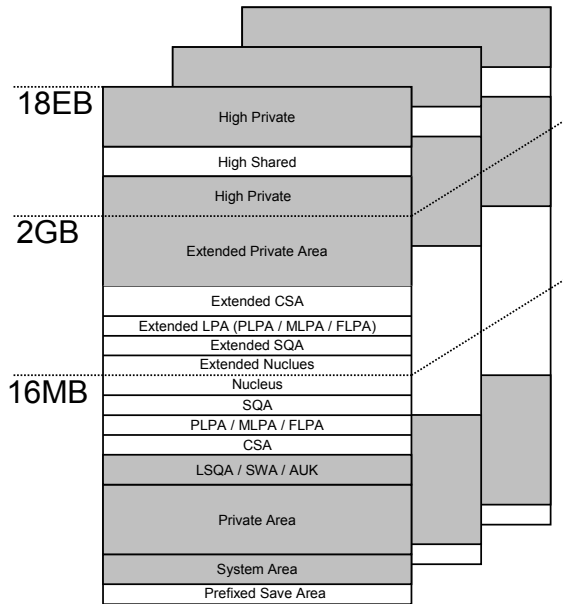 18EB
High Private
High Shared
High Private
2GB
Extended Private Area
Extended CSA
Extended LPA (PLPA / MLPA / FLPA)
Extended SQA
Extended Nuclues
16MB
Nucleus
SQA
PLPA / MLPA / FLPA
CSA
LSQA / SWA / AUK
Private Area
System Area
Prefixed Save Area